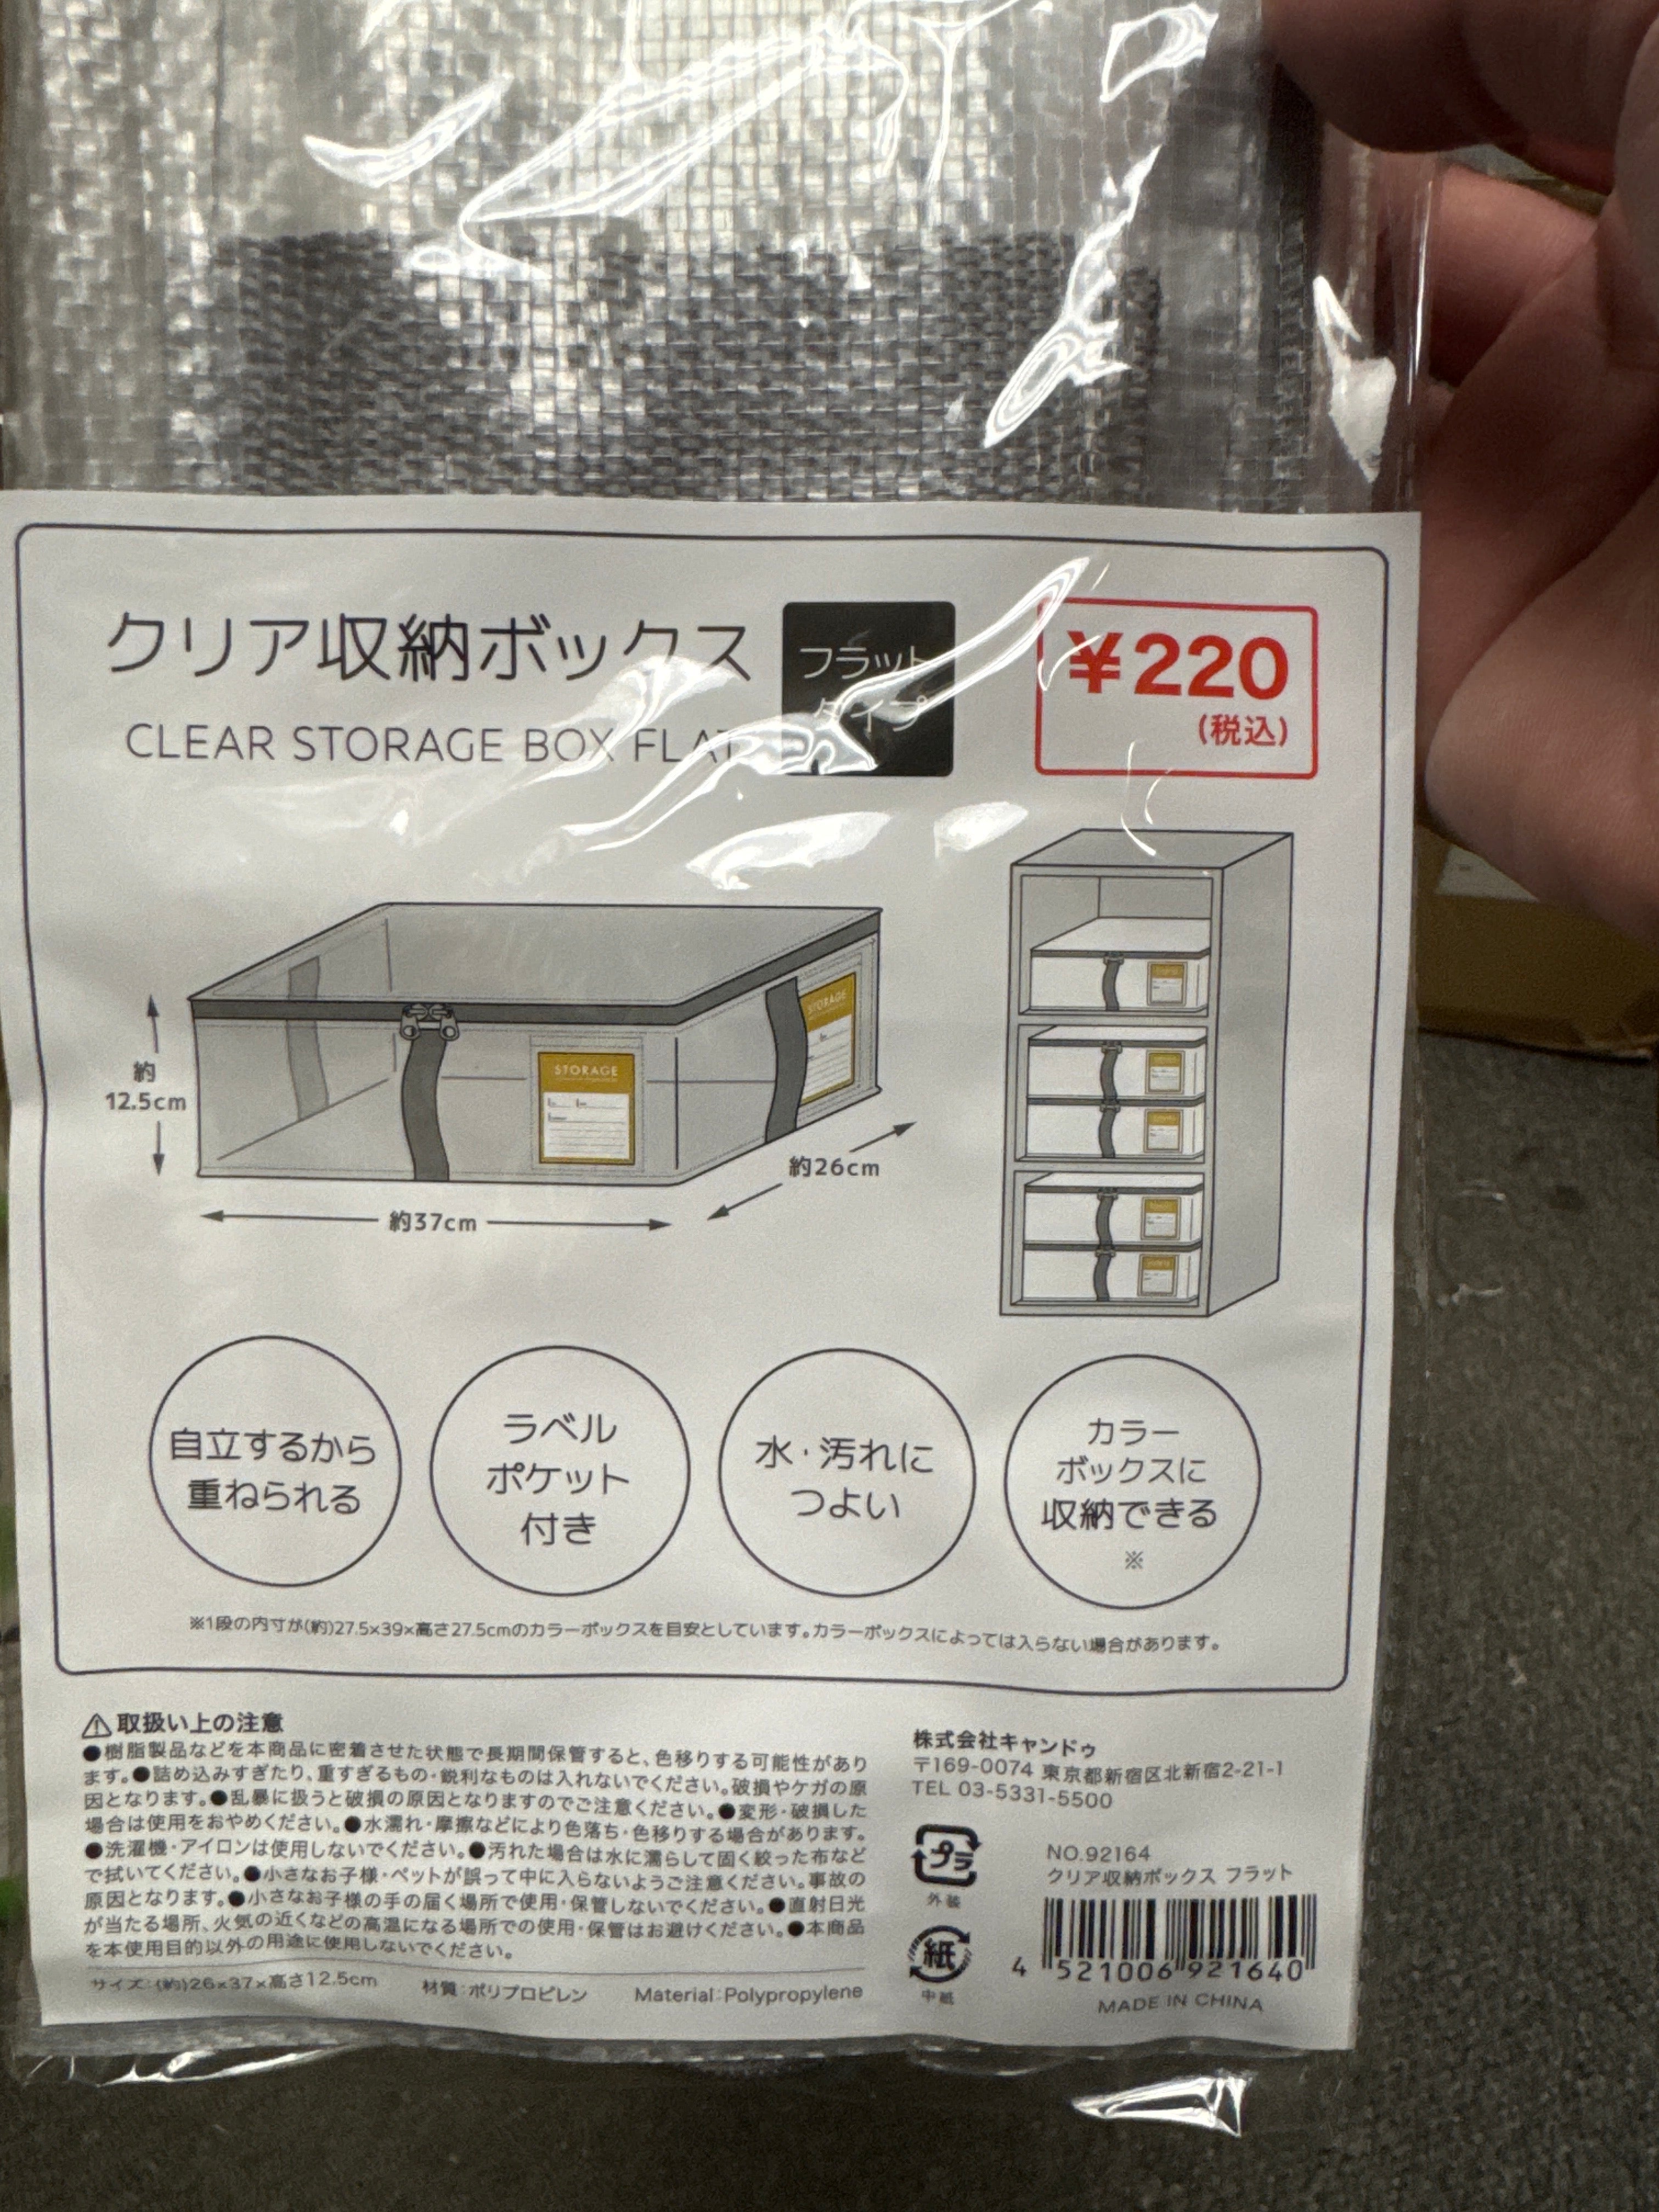 クリア収納ボックス
フラット
タイプ
CLEAR STORAGE BOX FLAT
¥220
(税込)
STORAGE
STORAGE
約
12.5cm
約26cm
約37cm
自立するから
重ねられる
ラベル
ポケット
付き
水・汚れに
つよい
カラー
ボックスに
収納できる
※
※1段の内寸が(約)27.5×39×高さ27.5cmのカラーボックスを目安としています。カラーボックスによっては入らない場合があります。
⚠取扱い上の注意
●樹脂製品などを本商品に密着させた状態で長期間保管すると、色移りする可能性があり
ます。●詰め込みすぎたり、重すぎるもの・鋭利なものは入れないでください。破損やケガの原
因となります。●乱暴に扱うと破損の原因となりますのでご注意ください。●変形・破損した
場合は使用をおやめください。●水濡れ・摩擦などにより色落ち・色移りする場合があります。
●洗濯機・アイロンは使用しないでください。●汚れた場合は水に濡らして固く絞った布など
で拭いてください。●小さなお子様・ペットが誤って中に入らないようご注意ください。事故の
原因となります。●小さなお子様の手の届く場所で使用・保管しないでください。●直射日光
が当たる場所、火気の近くなどの高温になる場所での使用・保管はお避けください。●本商品
を本使用目的以外の用途に使用しないでください。
サイズ:(約)26×37×高さ12.5cm 材質:ポリプロピレン Material:Polypropylene
株式会社キャンドゥ
〒169-0074 東京都新宿区北新宿2-21-1
TEL 03-5331-5500
プラ
外装
紙
中紙
NO.92164
クリア収納ボックス フラット
4 521006 921640
MADE IN CHINA